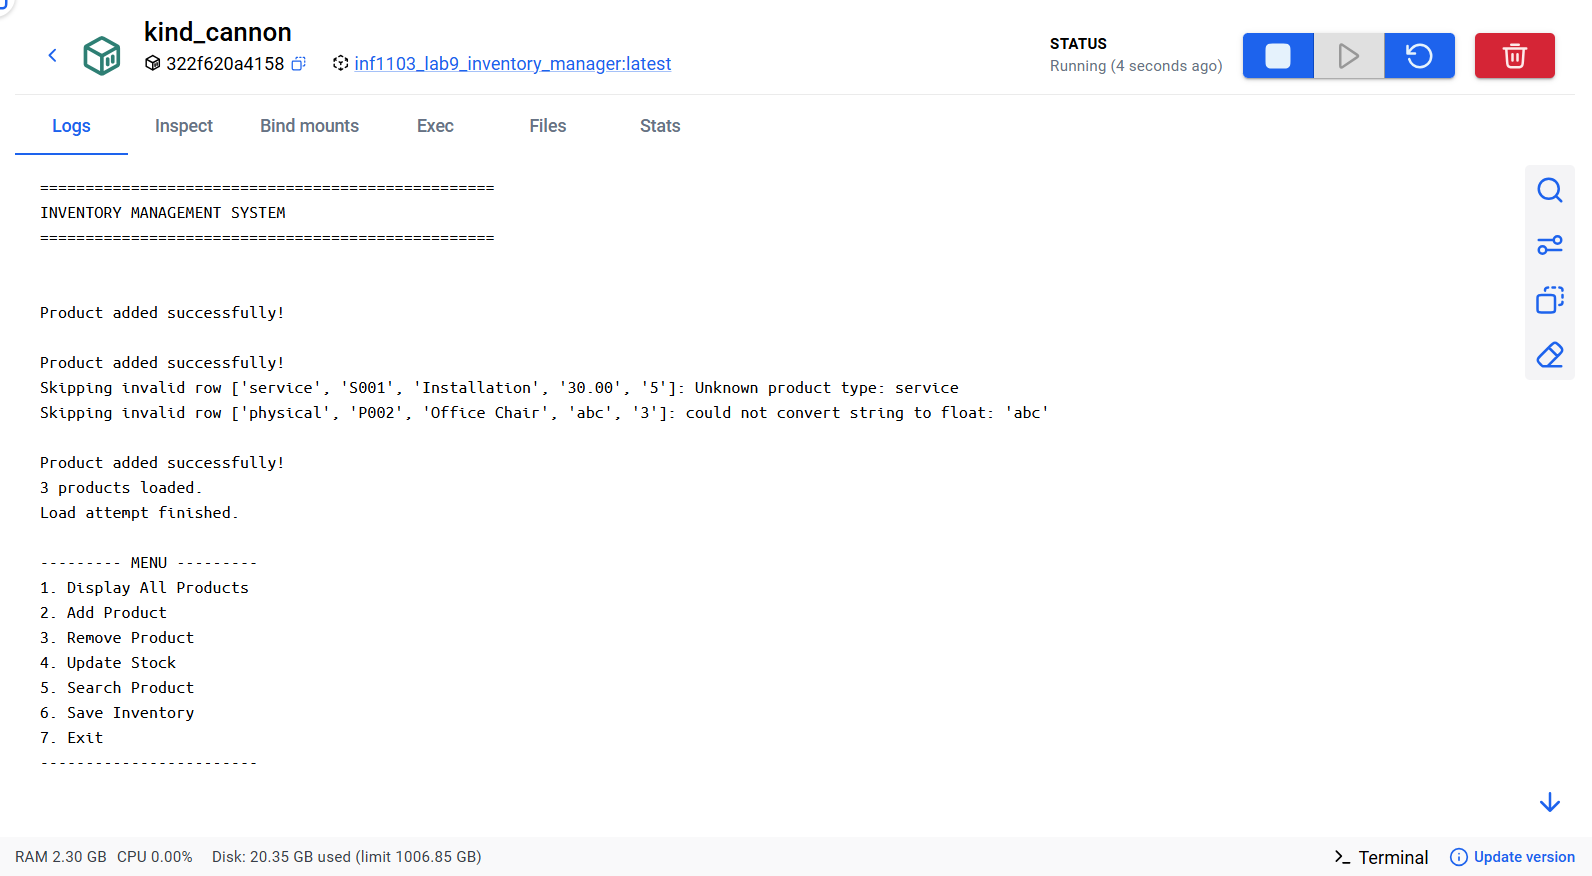 kind_cannon
322f620a4158 inf1103_lab9_inventory_manager:latest
STATUS
Running (4 seconds ago)
Logs Inspect Bind mounts Exec Files Stats
==================================================
INVENTORY MANAGEMENT SYSTEM
==================================================
Product added successfully!
Product added successfully!
Skipping invalid row ['service', 'S001', 'Installation', '30.00', '5']: Unknown product type: service
Skipping invalid row ['physical', 'P002', 'Office Chair', 'abc', '3']: could not convert string to float: 'abc'
Product added successfully!
3 products loaded.
Load attempt finished.
--------- MENU ---------
1. Display All Products
2. Add Product
3. Remove Product
4. Update Stock
5. Search Product
6. Save Inventory
7. Exit
------------------------
RAM 2.30 GB CPU 0.00% Disk: 20.35 GB used (limit 1006.85 GB) Terminal Update version